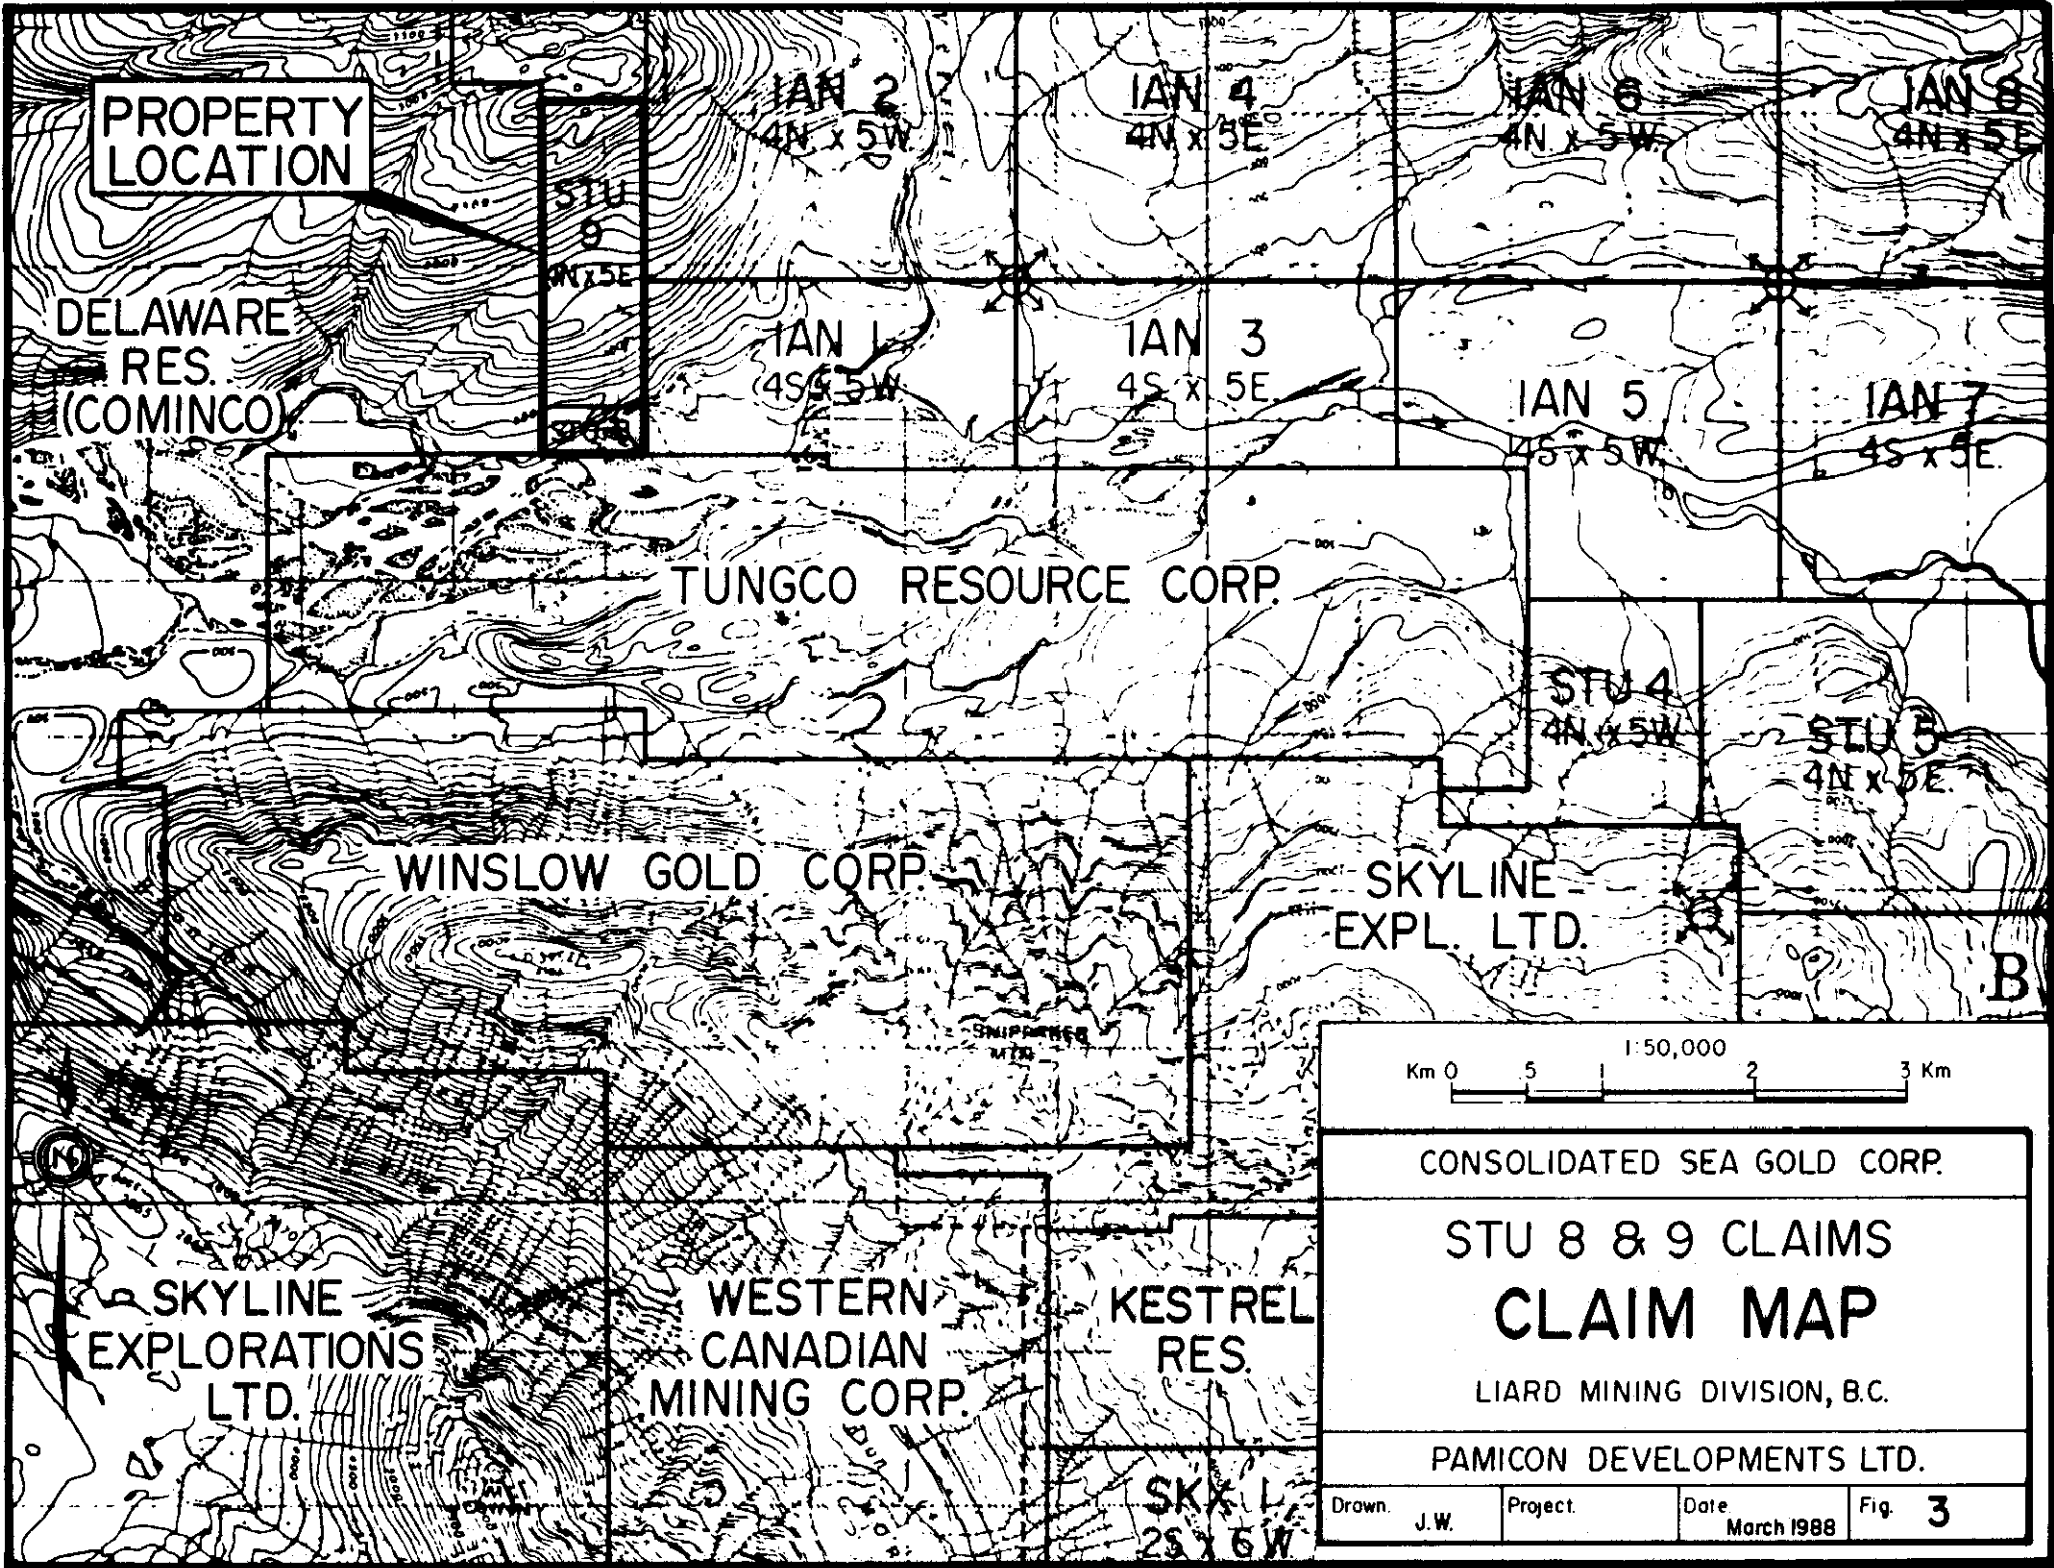 PROPERTY
LOCATION
IAN 2
4N x 5W
IAN 4
4N x 5E
IAN 6
4N x 5W
IAN 8
4N x 5E
STU
9
4N x 5E
DELAWARE
RES.
(COMINCO)
IAN 1
4S x 5W
IAN 3
4S x 5E.
IAN 5
4S x 5W.
IAN 7
4S x 5E.
TUNGCO RESOURCE CORP.
STU 4
4N x 5W
STU 5
4N x 5E.
WINSLOW GOLD CORP.
SKYLINE
EXPL. LTD.
B
SNIPPAKER
MTN.
SKYLINE
EXPLORATIONS
LTD.
WESTERN
CANADIAN
MINING CORP.
KESTREL
RES.
SKX 1
2S x 6W
N
1:50,000
Km 0 .5 1 2 3 Km
CONSOLIDATED SEA GOLD CORP.
STU 8 & 9 CLAIMS
CLAIM MAP
LIARD MINING DIVISION, B.C.
PAMICON DEVELOPMENTS LTD.
Drawn. J.W.
Project.
Date March 1988
Fig. 3